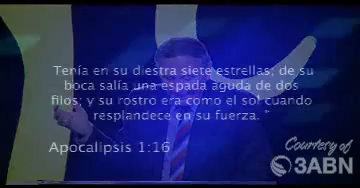 Tenía en su diestra siete estrellas; de su
boca salía una espada aguda de dos
filos; y su rostro era como el sol cuando
resplandece en su fuerza. "
Apocalipsis 1:16
Courtesy of
3ABN